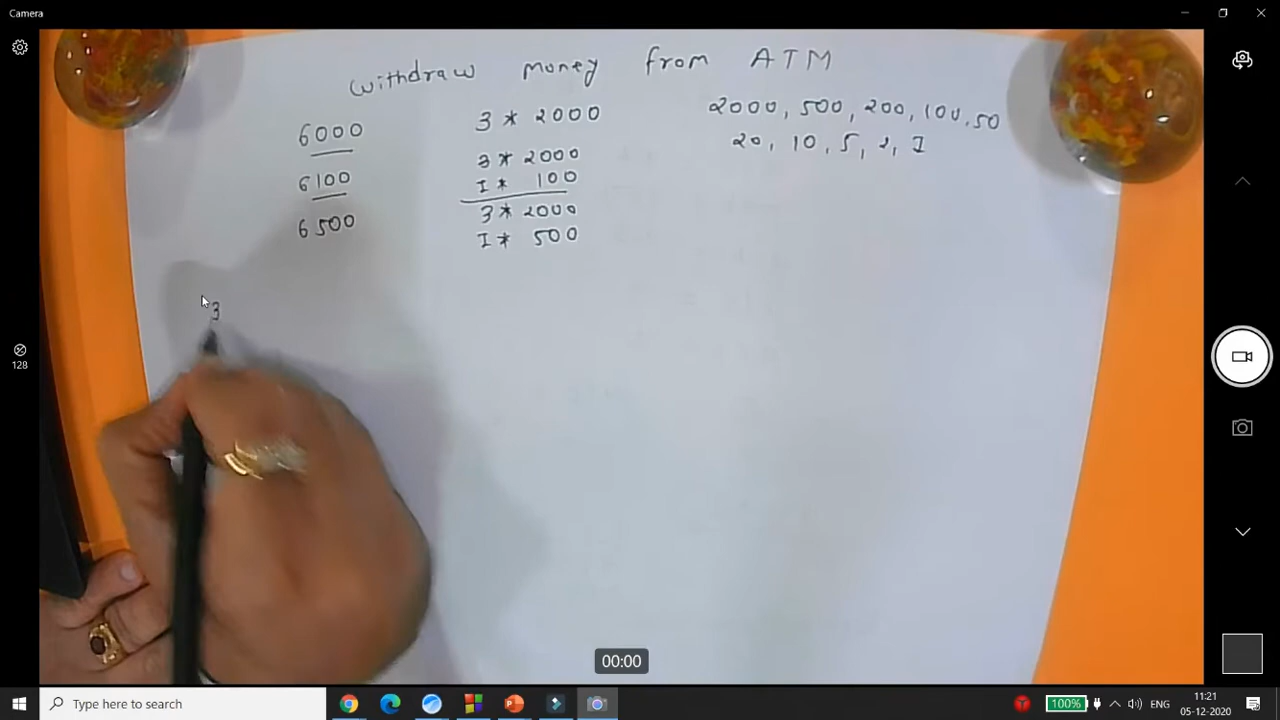 Camera
withdraw money from ATM
6000
3 * 2000
2000, 500, 200, 100, 50
20, 10, 5, 2, 1
6100
3 * 2000
1 * 100
6500
3 * 2000
1 * 500
3
128
00:00
Type here to search
100%
ENG
11:21
05-12-2020